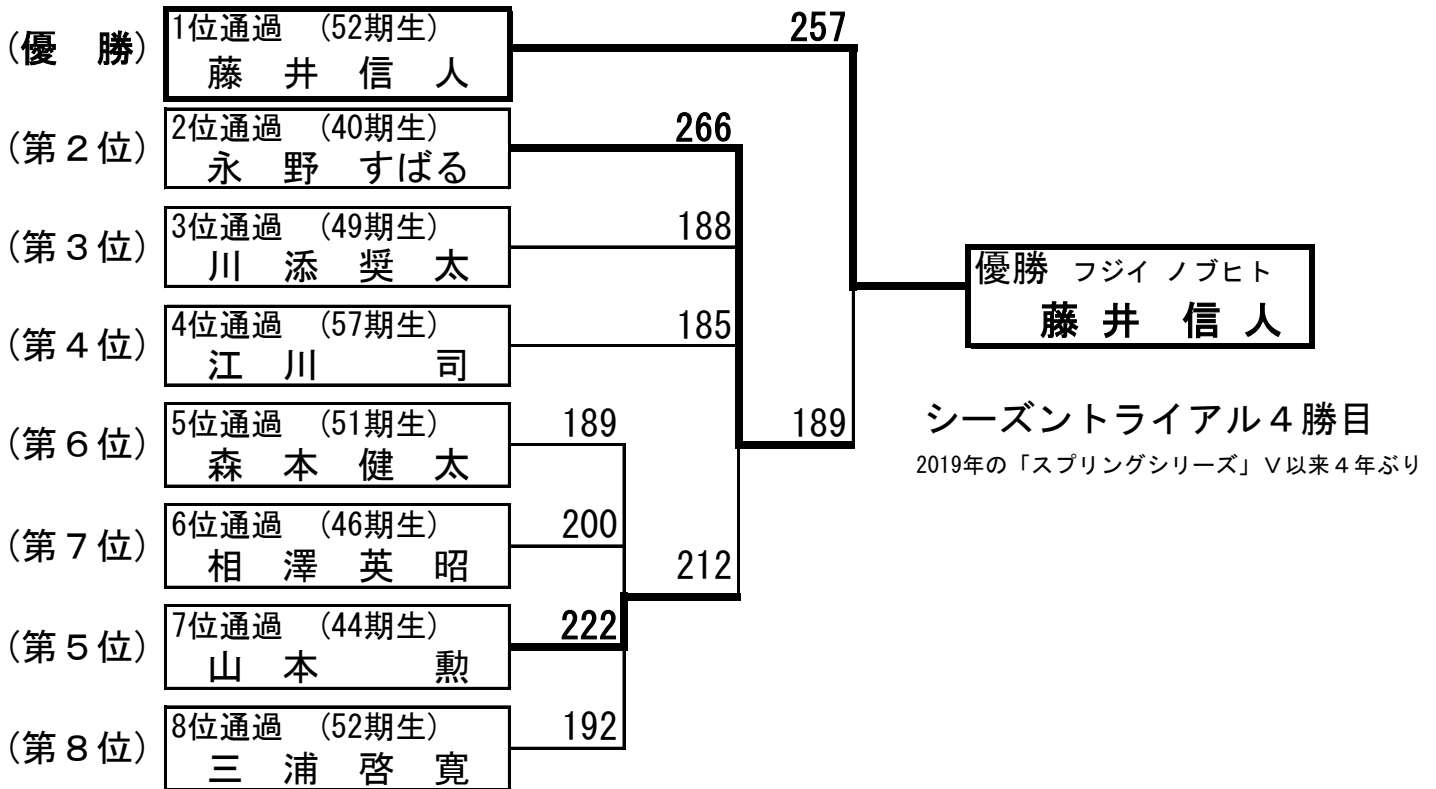 (優　勝)
1位通過　(52期生)
藤　井　信　人
257
(第２位)
2位通過　(40期生)
永　野　すばる
266
(第３位)
3位通過　(49期生)
川　添　奨　太
188
(第４位)
4位通過　(57期生)
江　川　　　司
185
(第６位)
5位通過　(51期生)
森　本　健　太
189
(第７位)
6位通過　(46期生)
相　澤　英　昭
200
(第５位)
7位通過　(44期生)
山　本　　　勲
222
(第８位)
8位通過　(52期生)
三　浦　啓　寛
192
212
189
優勝 フジイ ノブヒト
藤 井　信 人
シーズントライアル４勝目
2019年の「スプリングシリーズ」Ｖ以来４年ぶり